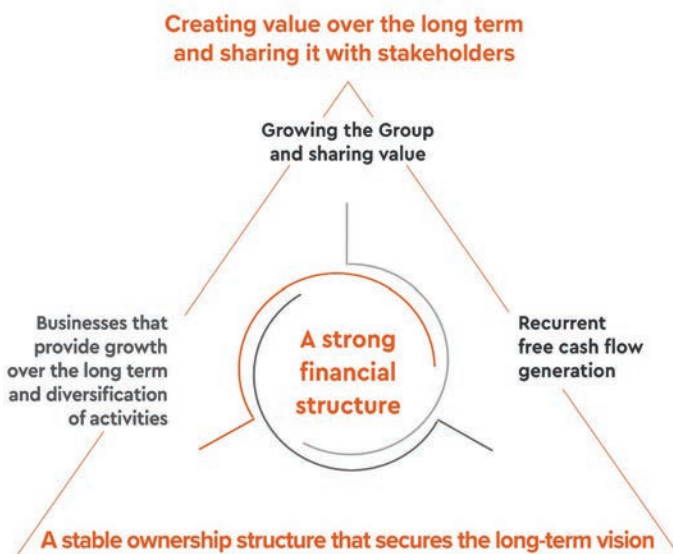 Creating value over the long term
and sharing it with stakeholders
Growing the Group
and sharing value
Businesses that
provide growth
over the long term
and diversification
of activities
A strong
financial
structure
Recurrent
free cash flow
generation
A stable ownership structure that secures the long-term vision